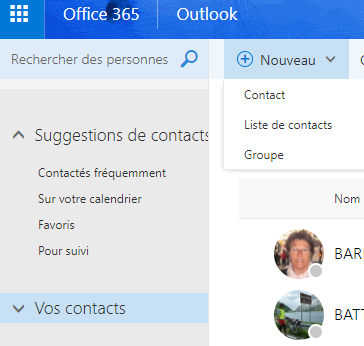 Office 365 Outlook
Rechercher des personnes
Nouveau
Contact
Liste de contacts
Groupe
Suggestions de contacts
Contactés fréquemment
Sur votre calendrier
Favoris
Pour suivi
Vos contacts
Nom
BAR
BAT